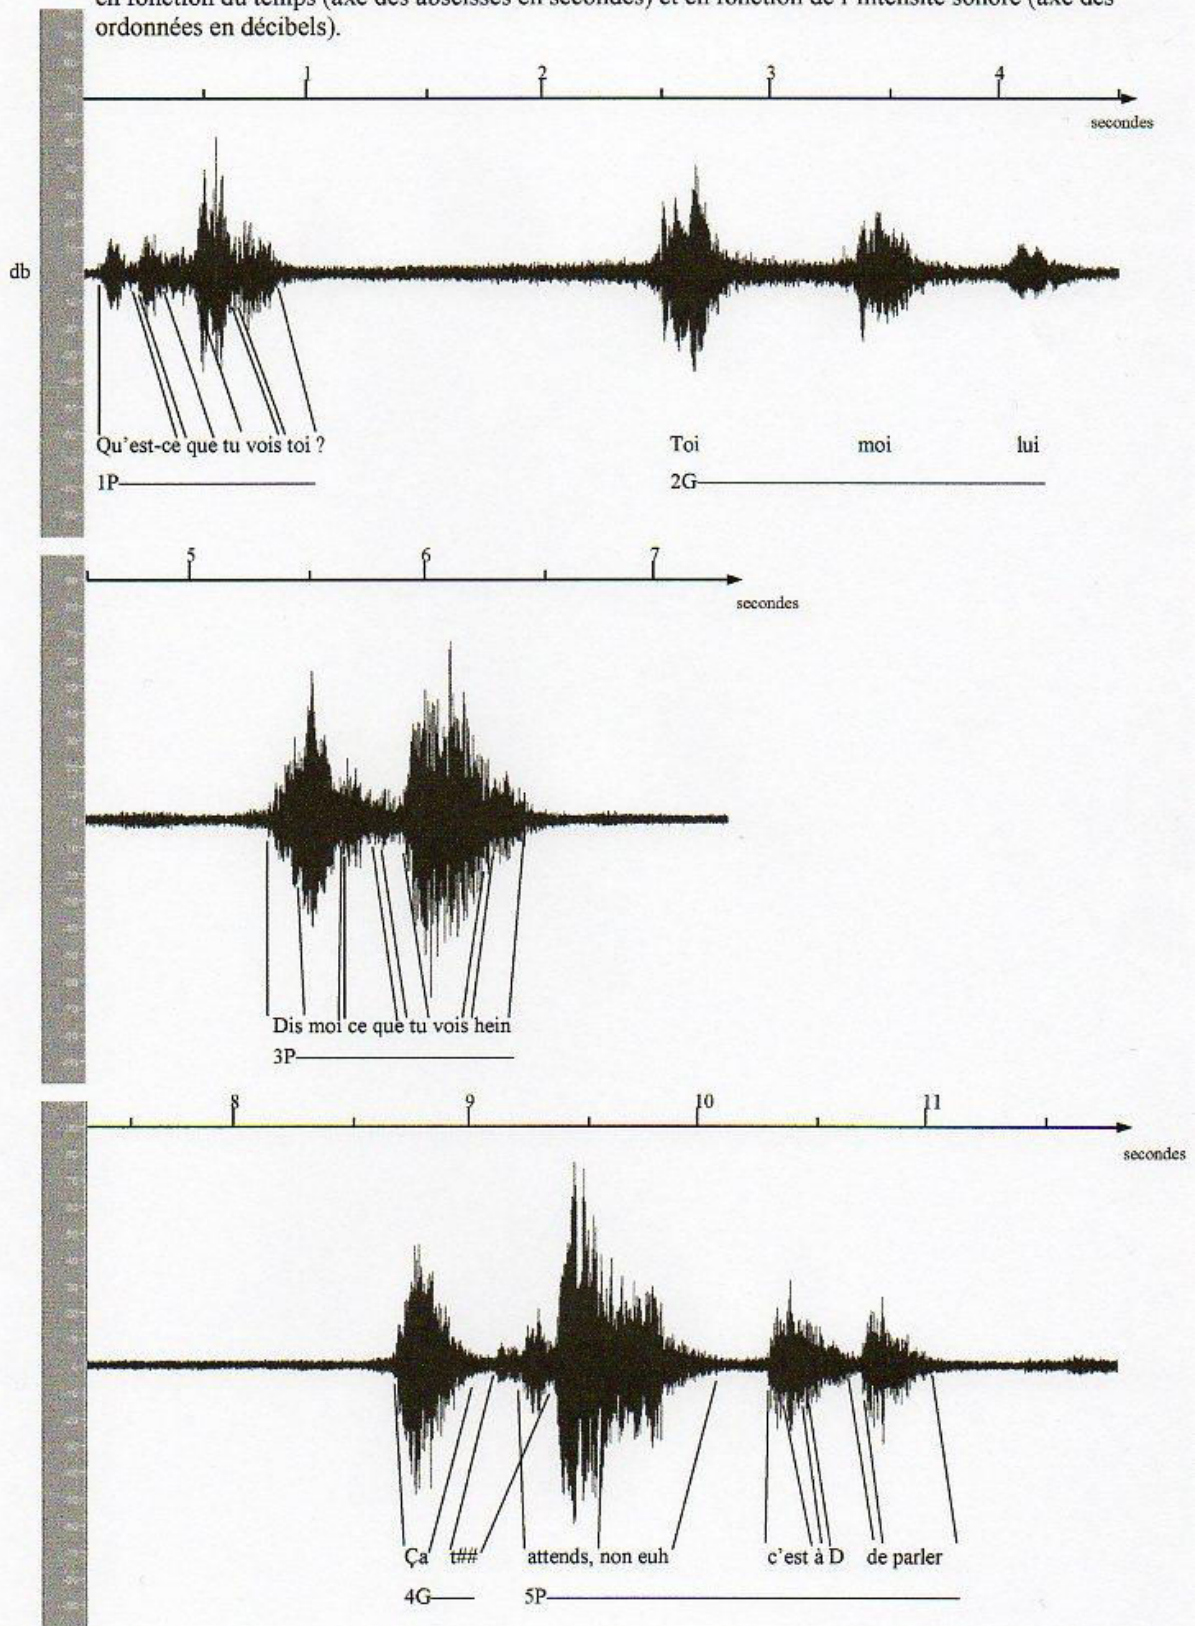 en fonction du temps (axe des abscisses en secondes) et en fonction de l'intensité sonore (axe des
ordonnées en décibels).
1 2 3 4
secondes
db
Qu'est-ce que tu vois toi ? Toi moi lui
1P 2G
5 6 7
secondes
Dis moi ce que tu vois hein
3P
8 9 10 11
secondes
Ça t## attends, non euh c'est à D de parler
4G 5P